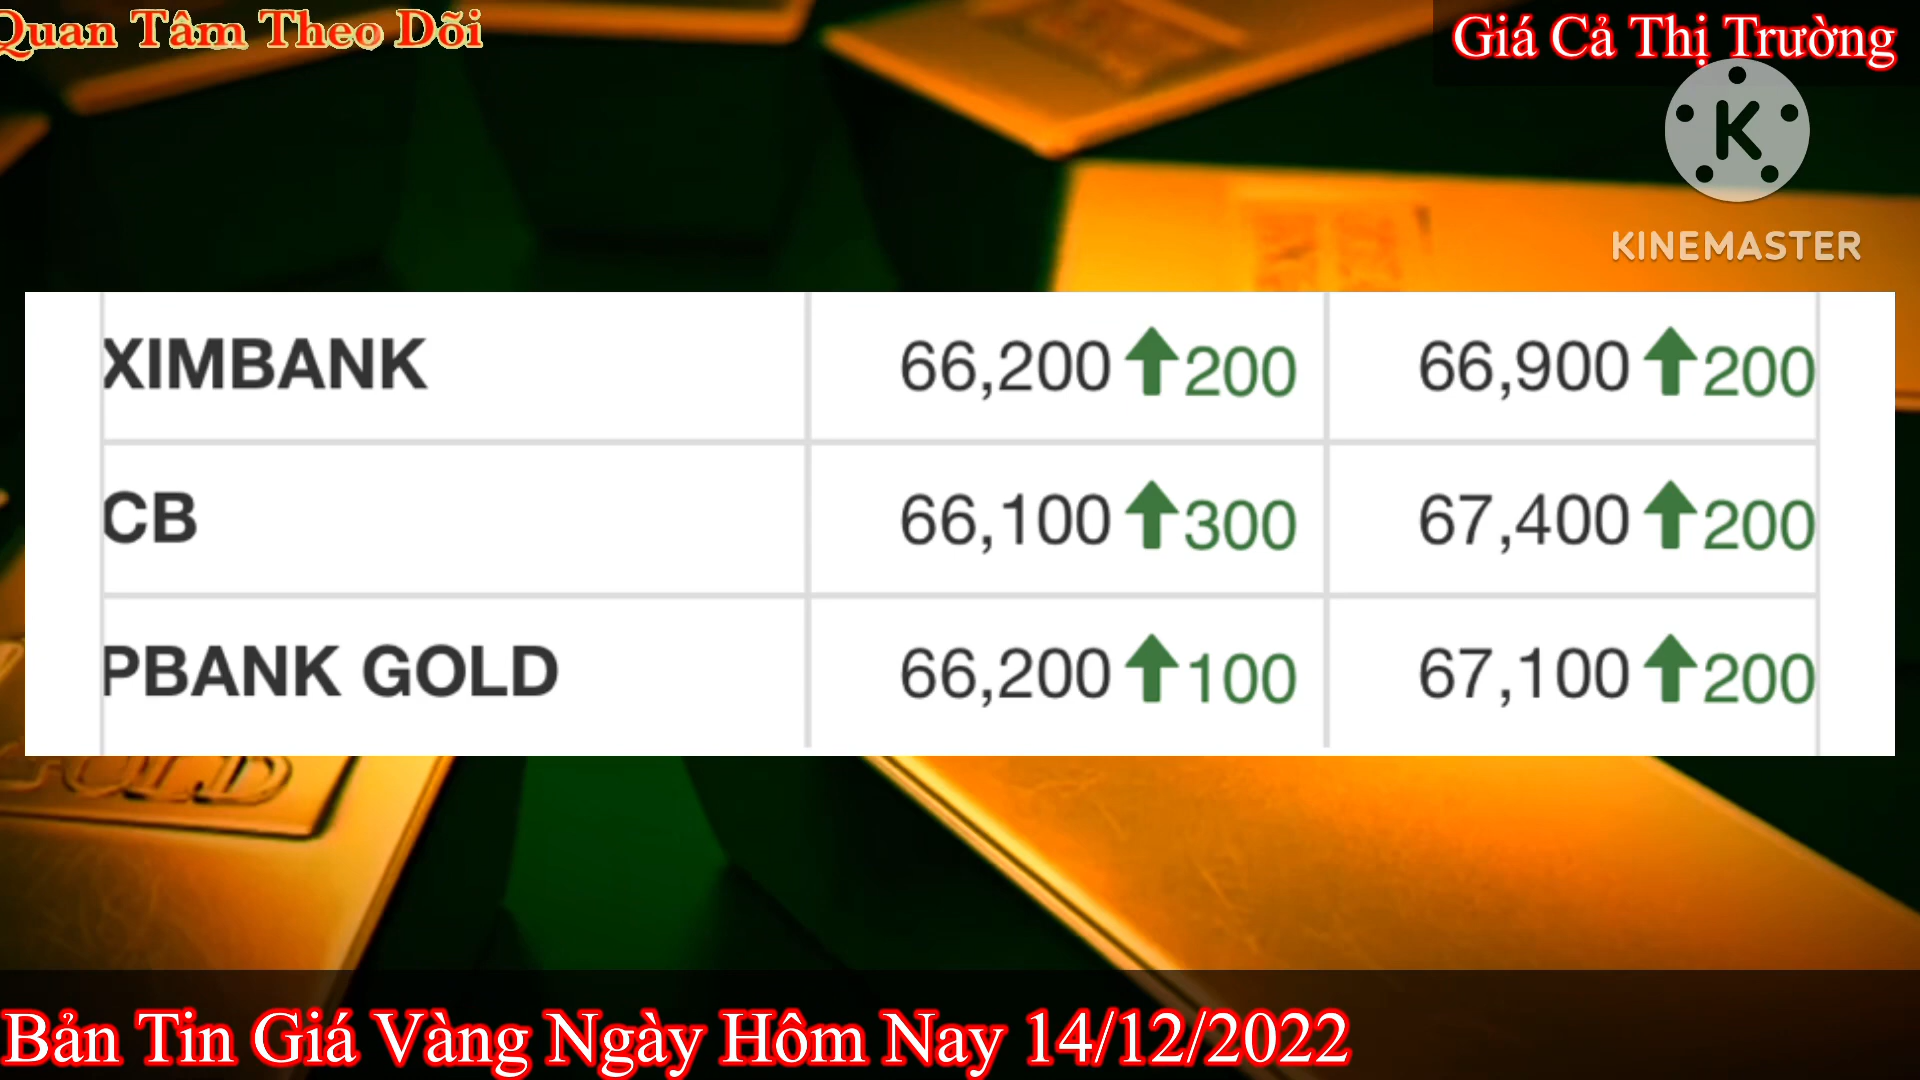 Quan Tâm Theo Dõi
Giá Cả Thị Trường
K
KINEMASTER
XIMBANK 66,200 200 66,900 200
CB 66,100 300 67,400 200
PBANK GOLD 66,200 100 67,100 200
GOLD
Bản Tin Giá Vàng Ngày Hôm Nay 14/12/2022